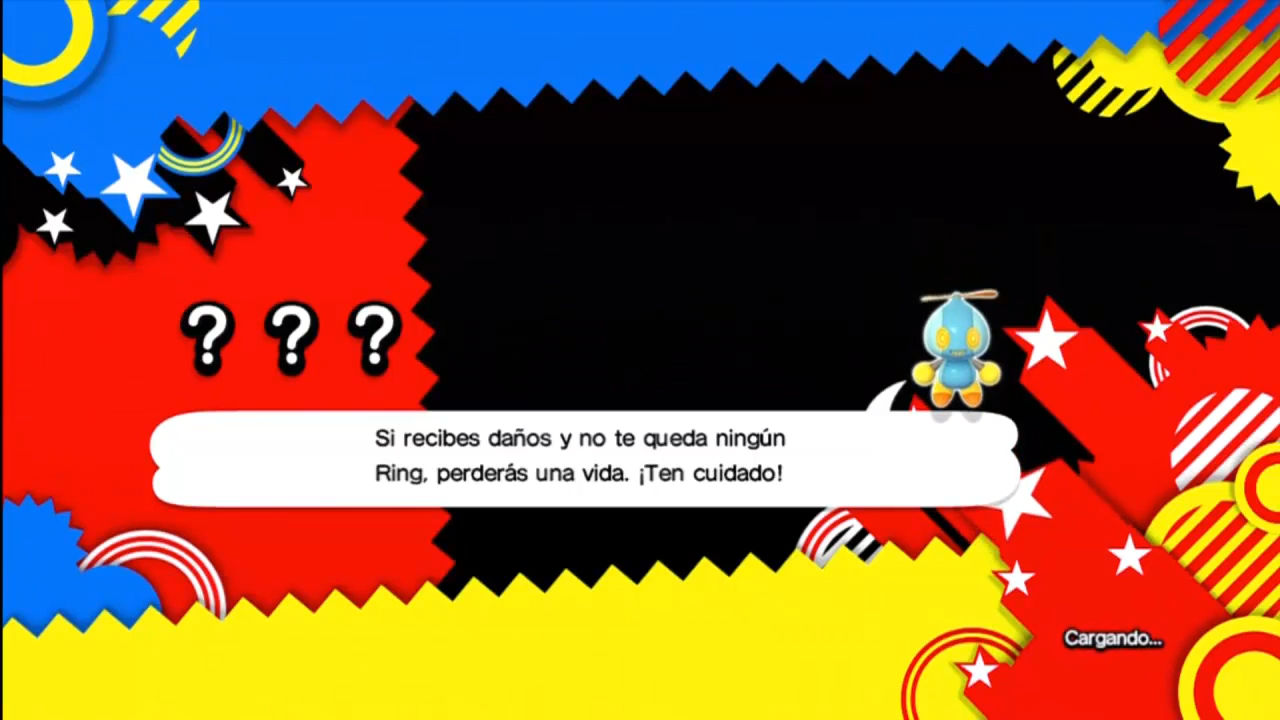 ? ? ?
Si recibes daños y no te queda ningún
Ring, perderás una vida. ¡Ten cuidado!
Cargando...